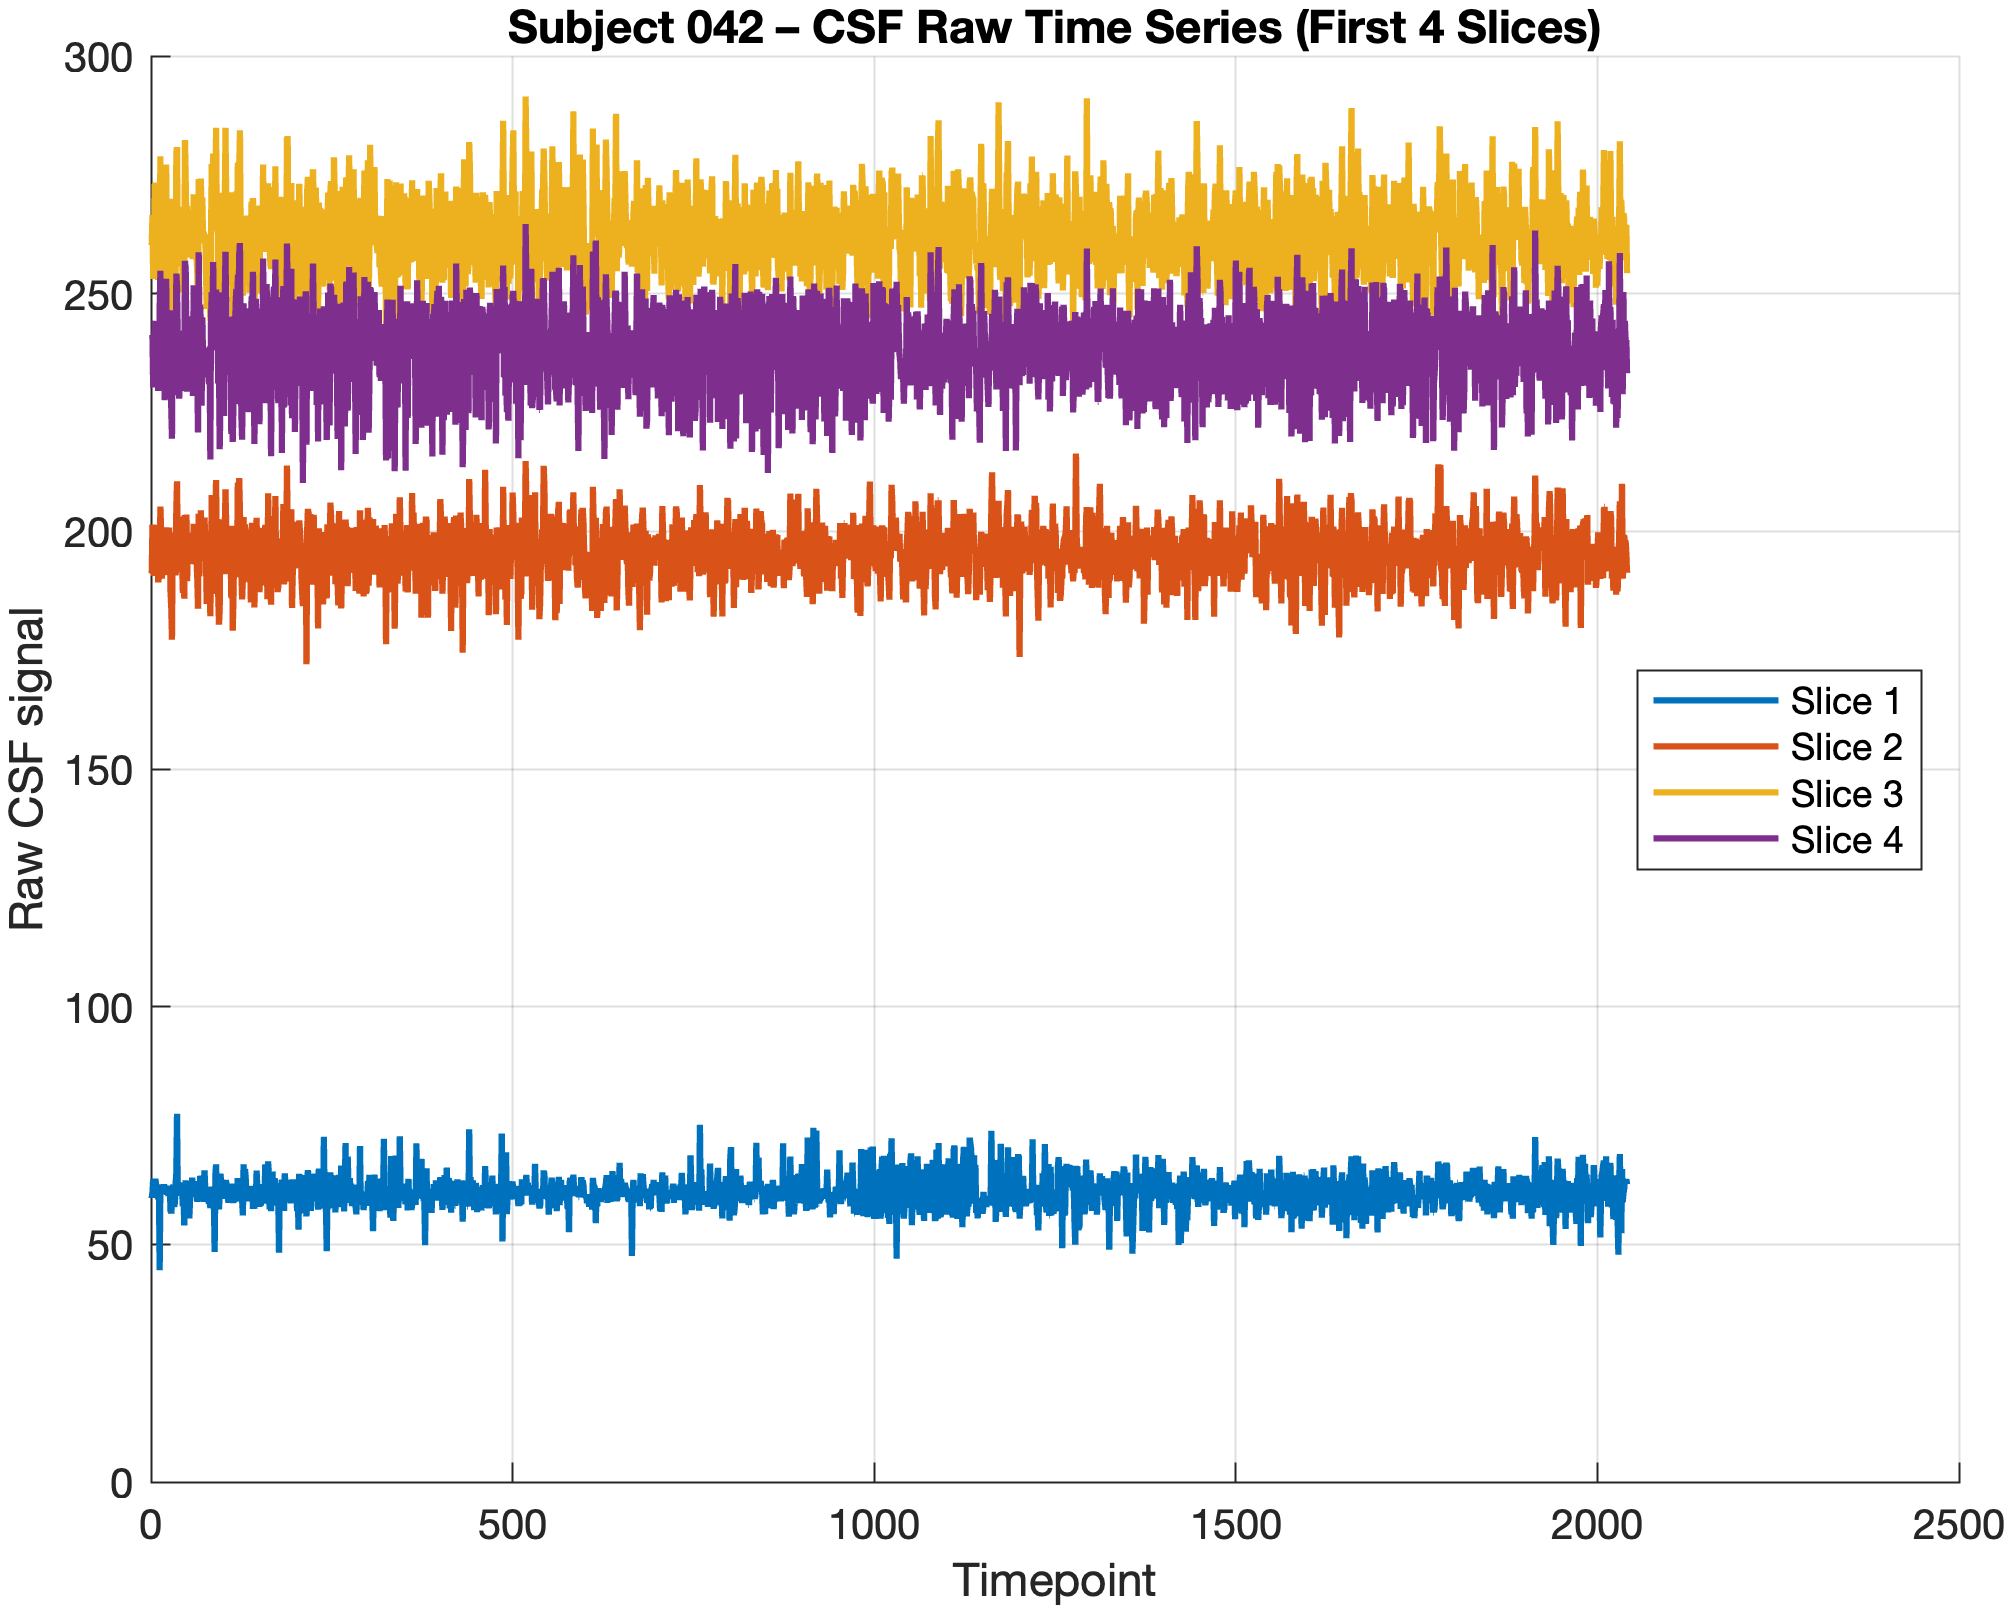 Subject 042 – CSF Raw Time Series (First 4 Slices)
300
250
200
150
100
50
0
Raw CSF signal
Slice 1
Slice 2
Slice 3
Slice 4
0 500 1000 1500 2000 2500
Timepoint